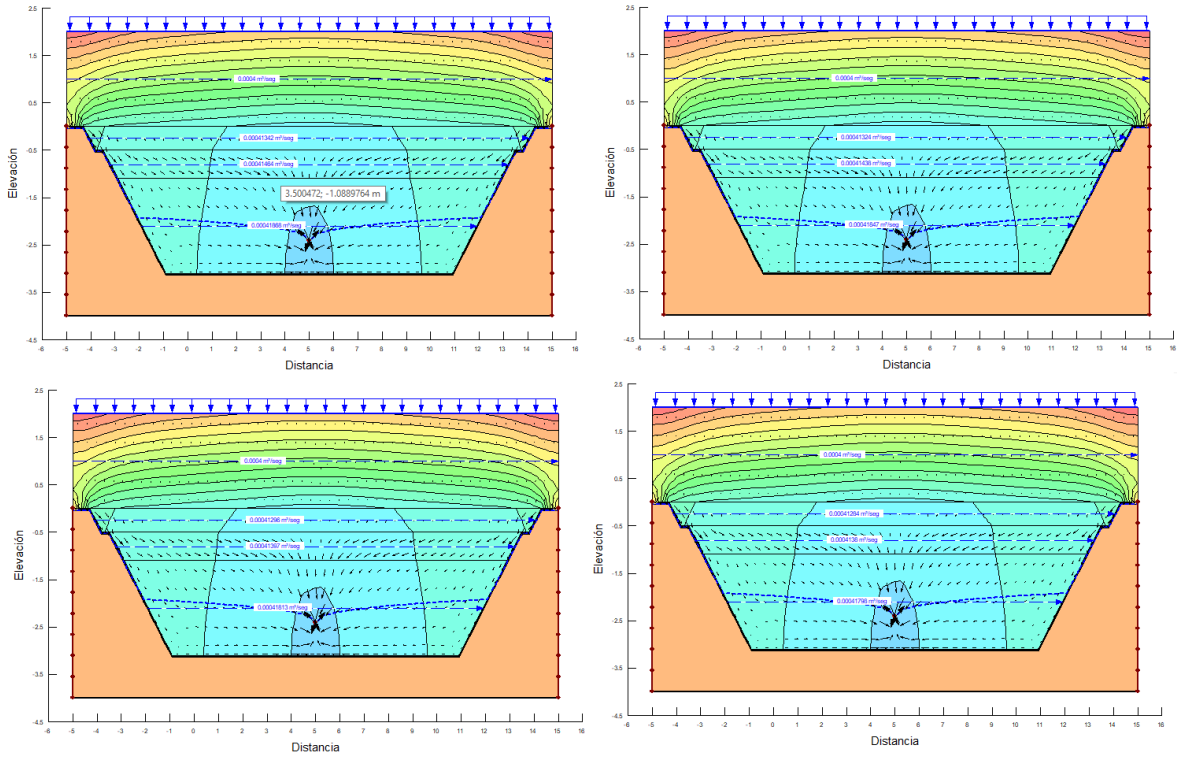 2.5
1.5
0.5
-0.5
-1.5
-2.5
-3.5
-4.5
Elevación
0.0004 m³/seg
0.00041342 m³/seg
0.00041464 m³/seg
3.500472; -1.0889764 m
0.00041868 m³/seg
-6 -5 -4 -3 -2 -1 0 1 2 3 4 5 6 7 8 9 10 11 12 13 14 15 16
Distancia
2.5
1.5
0.5
-0.5
-1.5
-2.5
-3.5
-4.5
Elevación
0.0004 m³/seg
0.00041324 m³/seg
0.00041438 m³/seg
0.00041847 m³/seg
-6 -5 -4 -3 -2 -1 0 1 2 3 4 5 6 7 8 9 10 11 12 13 14 15 16
Distancia
2.5
1.5
0.5
-0.5
-1.5
-2.5
-3.5
-4.5
Elevación
0.0004 m³/seg
0.00041296 m³/seg
0.00041397 m³/seg
0.00041813 m³/seg
-6 -5 -4 -3 -2 -1 0 1 2 3 4 5 6 7 8 9 10 11 12 13 14 15 16
Distancia
2.5
1.5
0.5
-0.5
-1.5
-2.5
-3.5
-4.5
Elevación
0.0004 m³/seg
0.00041284 m³/seg
0.0004138 m³/seg
0.00041798 m³/seg
-6 -5 -4 -3 -2 -1 0 1 2 3 4 5 6 7 8 9 10 11 12 13 14 15 16
Distancia